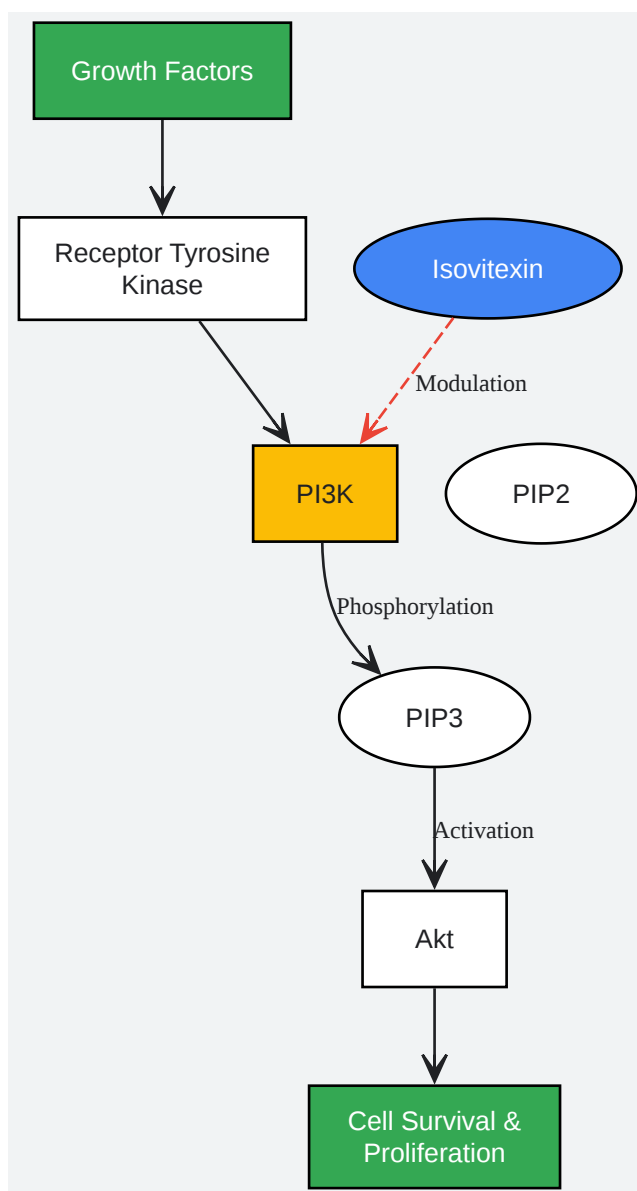 Growth Factors
Receptor Tyrosine
Kinase
Isovitexin
Modulation
PI3K
PIP2
Phosphorylation
PIP3
Activation
Akt
Cell Survival &
Proliferation